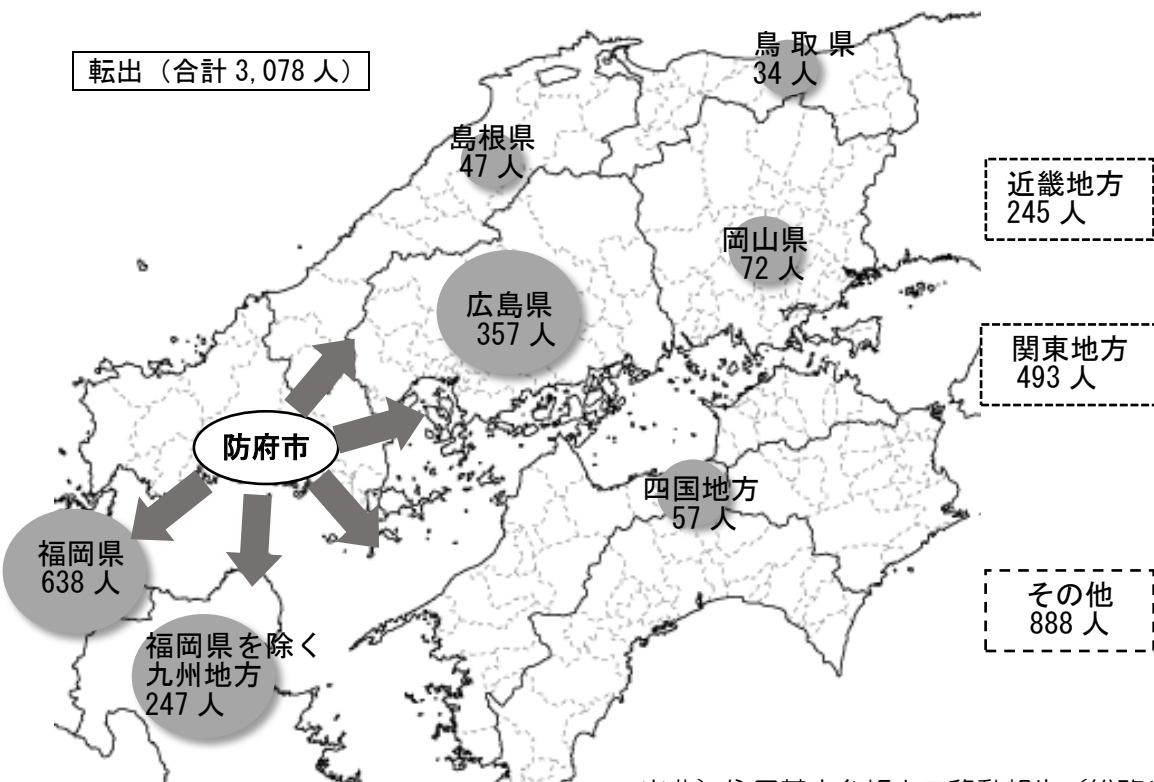 転出（合計 3,078 人）
鳥取県
34 人
島根県
47 人
近畿地方
245 人
岡山県
72 人
広島県
357 人
関東地方
493 人
防府市
四国地方
57 人
福岡県
638 人
その他
888 人
福岡県を除く
九州地方
247 人